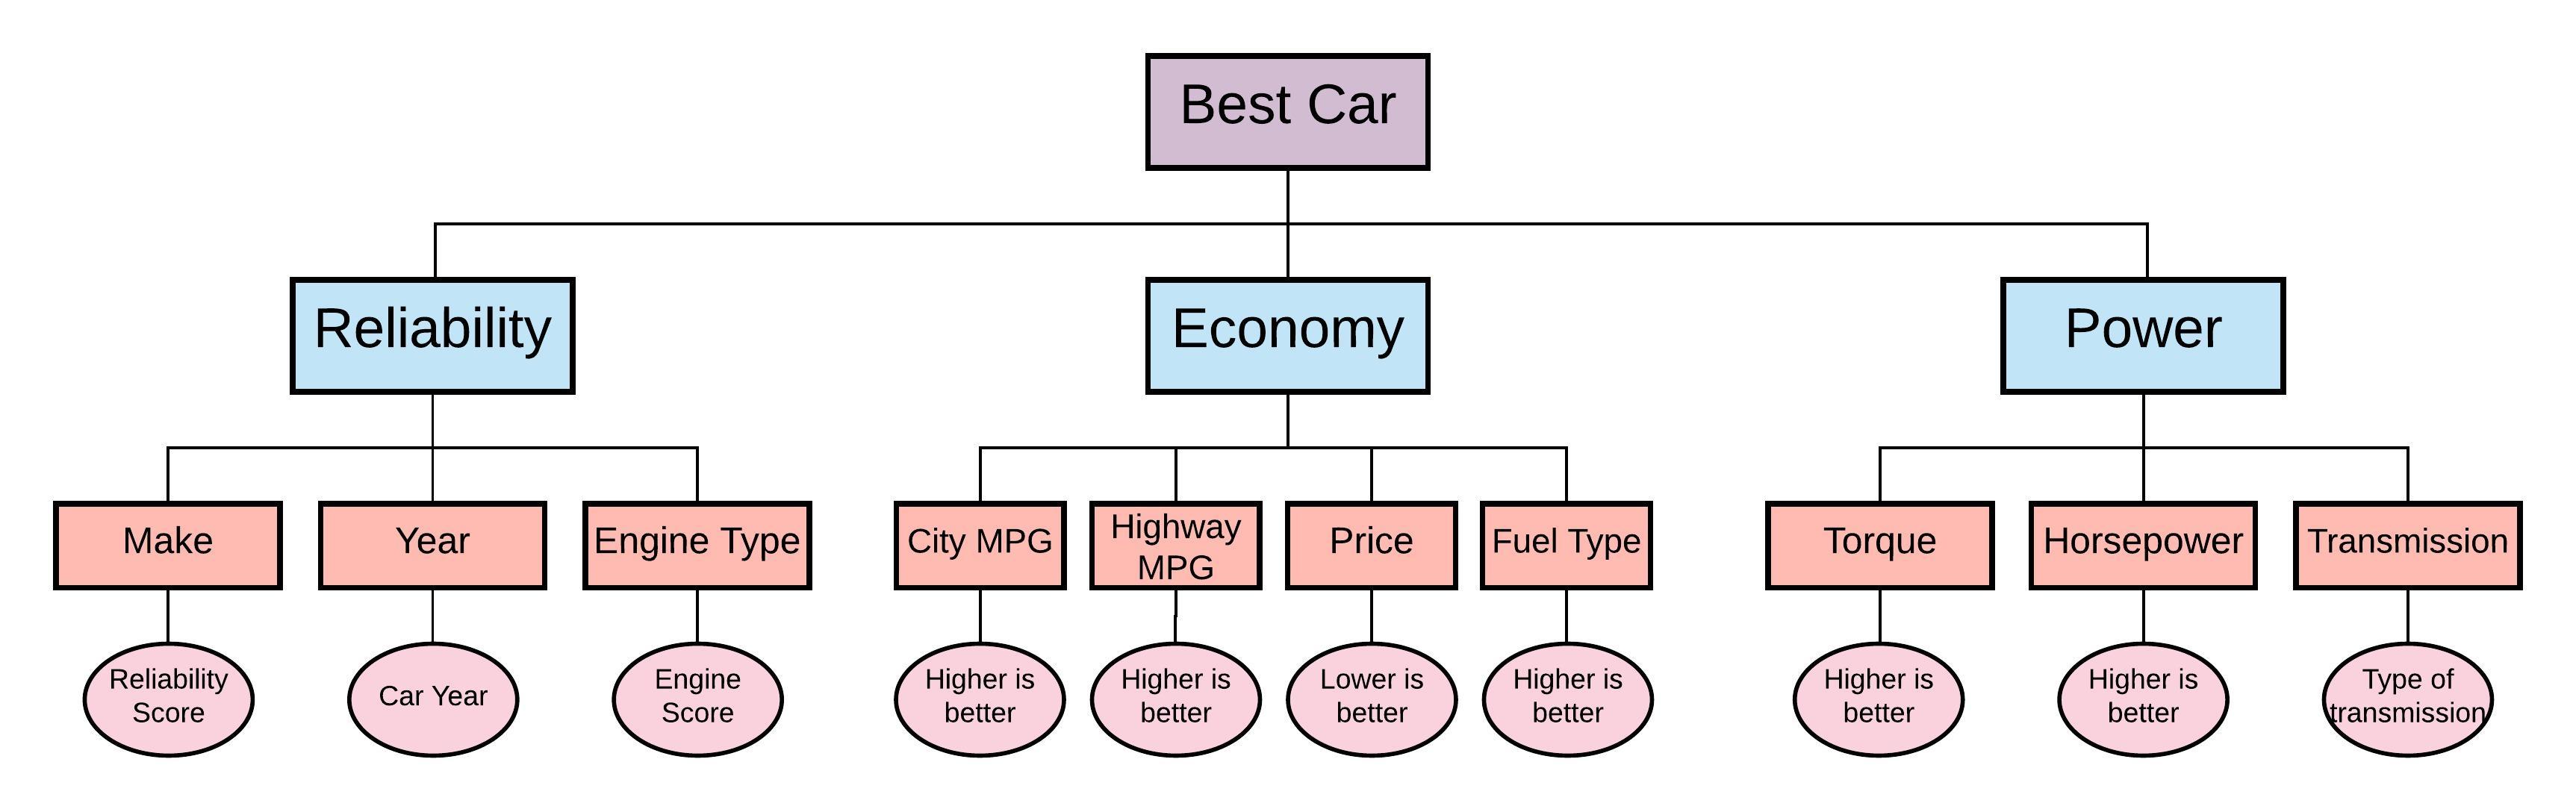 Best Car
Reliability
Economy
Power
Make
Year
Engine Type
City MPG
Highway
MPG
Price
Fuel Type
Torque
Horsepower
Transmission
Reliability
Score
Car Year
Engine
Score
Higher is
better
Higher is
better
Lower is
better
Higher is
better
Higher is
better
Higher is
better
Type of
transmission